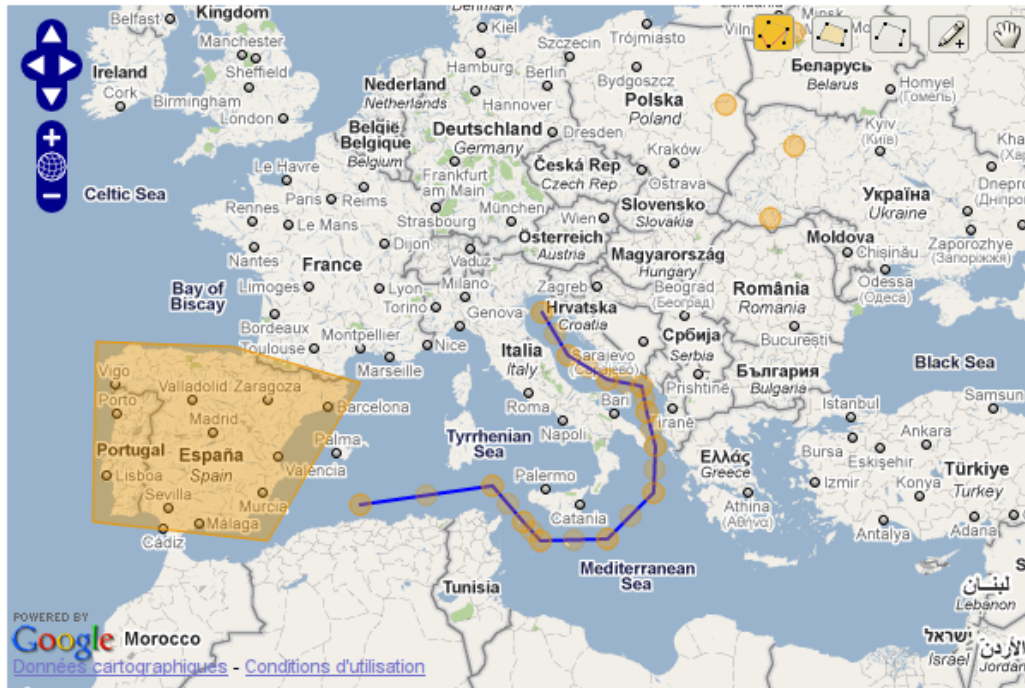 Belfast
Kingdom
Denmark
Lithuania
Minsk
Kiel
Manchester
Szczecin
Trójmiasto
Sheffield
Hamburg
Berlin
Ireland
Nederland
Bydgoszcz
Беларусь
Belarus
Homyel
(Гомель)
Cork
Birmingham
Netherlands
Hannover
Polska
Poland
London
België
Belgique
Belgium
Deutschland
Germany
Dresden
Kyiv
(Київ)
Le Havre
Frankfurt
am Main
Česká Rep
Czech Rep
Kraków
Ostrava
Celtic Sea
Paris
Reims
Україна
Ukraine
Rennes
Le Mans
Strasbourg
München
Wien
Slovensko
Slovakia
Nantes
Dijon
Österreich
Austria
Moldova
Zaporozhye
(Запоріжжя)
France
Vaduz
Magyarország
Hungary
Chișinău
Bay of
Biscay
Limoges
Lyon
Milano
Zagreb
Beograd
(Београд)
România
Romania
Odessa
(Одеса)
Torino
Genova
Hrvatska
Croatia
Bordeaux
Montpellier
Србија
Serbia
București
Toulouse
Nice
Italia
Italy
Sarajevo
(Сарајево)
Marseille
Prishtinë
България
Bulgaria
Black Sea
Vigo
Valladolid
Zaragoza
Porto
Barcelona
Roma
Bari
Tiranë
Istanbul
Samsun
Madrid
Napoli
Portugal
España
Spain
Palma
Tyrrhenian
Sea
Ankara
Valencia
Ελλάς
Greece
Bursa
Eskişehir
Lisboa
Palermo
Izmir
Konya
Türkiye
Turkey
Sevilla
Murcia
Catania
Athina
(Αθήνα)
Málaga
Antalya
Adana
Cádiz
Mediterranean
Sea
Tunisia
لبنان
Lebanon
POWERED BY
Google
Morocco
ישראל
Israel
الأردن
Jordan
Données cartographiques - Conditions d'utilisation